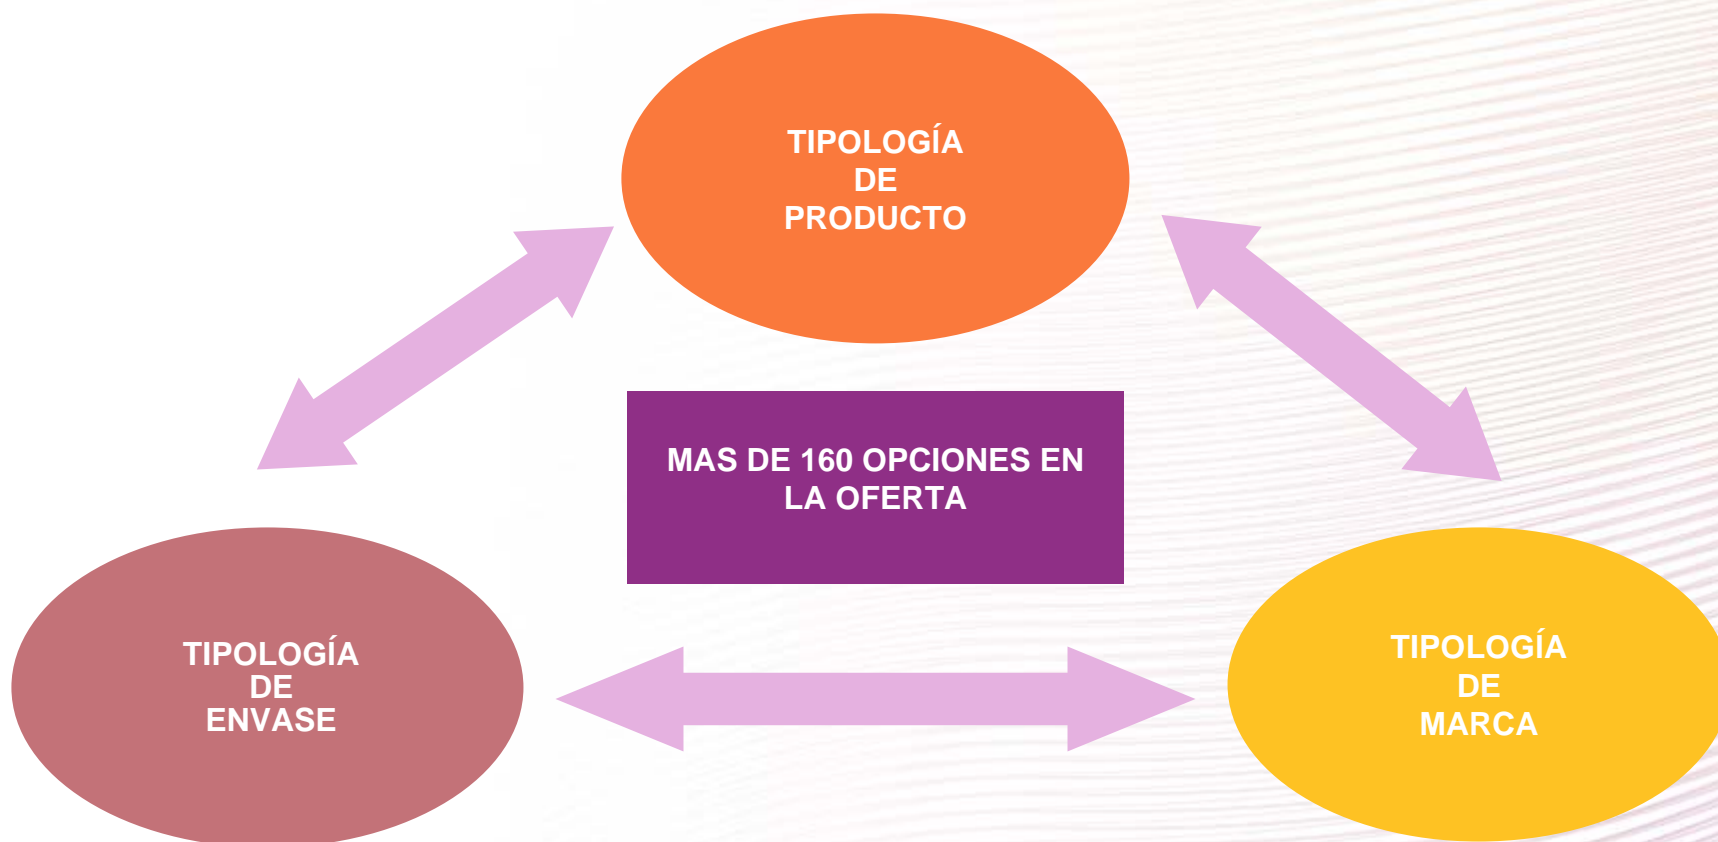 TIPOLOGÍA
DE
PRODUCTO
MAS DE 160 OPCIONES EN
LA OFERTA
TIPOLOGÍA
DE
ENVASE
TIPOLOGÍA
DE
MARCA